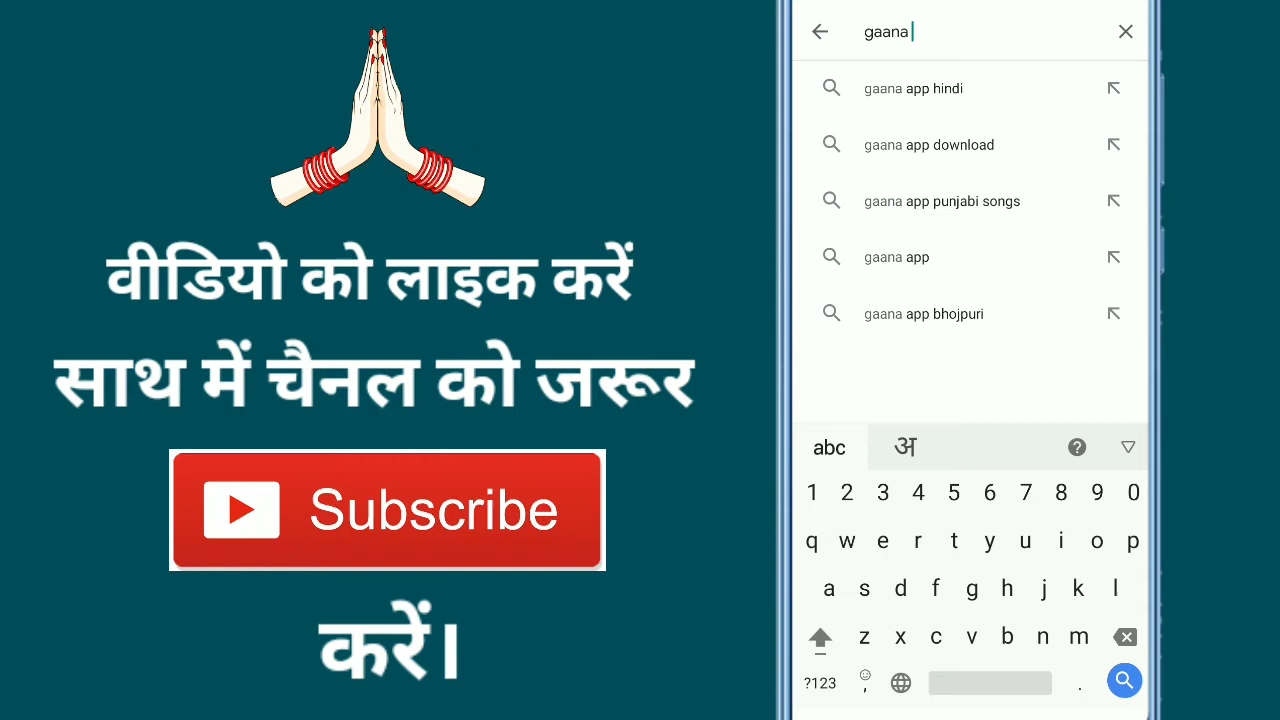 वीडियो को लाइक करें
साथ में चैनल को जरूर
Subscribe
करें।
gaana
gaana app hindi
gaana app download
gaana app punjabi songs
gaana app
gaana app bhojpuri
abc अ
1 2 3 4 5 6 7 8 9 0
q w e r t y u i o p
a s d f g h j k l
z x c v b n m
?123 , .